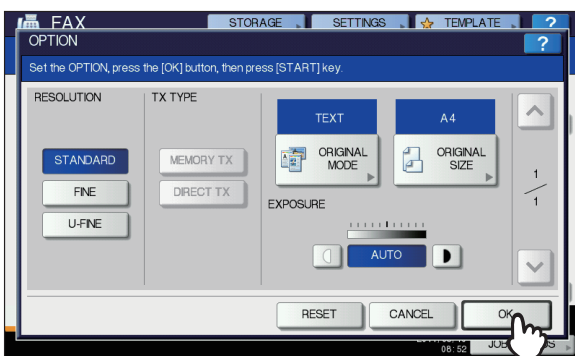 FAX STORAGE SETTINGS TEMPLATE ?
OPTION ?
Set the OPTION, press the [OK] button, then press [START] key.
RESOLUTION TX TYPE
TEXT A4
STANDARD MEMORY TX ORIGINAL MODE ORIGINAL SIZE
FINE DIRECT TX
1
1
U-FINE
EXPOSURE
AUTO
RESET CANCEL OK
08:52